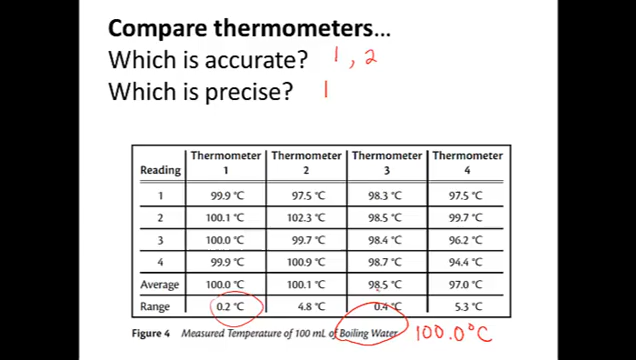 Compare thermometers...
Which is accurate? 1, 2
Which is precise? 1
Reading Thermometer 1 Thermometer 2 Thermometer 3 Thermometer 4
1 99.9 °C 97.5 °C 98.3 °C 97.5 °C
2 100.1 °C 102.3 °C 98.5 °C 99.7 °C
3 100.0 °C 99.7 °C 98.4 °C 96.2 °C
4 99.9 °C 100.9 °C 98.7 °C 94.4 °C
Average 100.0 °C 100.1 °C 98.5 °C 97.0 °C
Range 0.2 °C 4.8 °C 0.4 °C 5.3 °C
Figure 4 Measured Temperature of 100 mL of Boiling Water 100.0°C